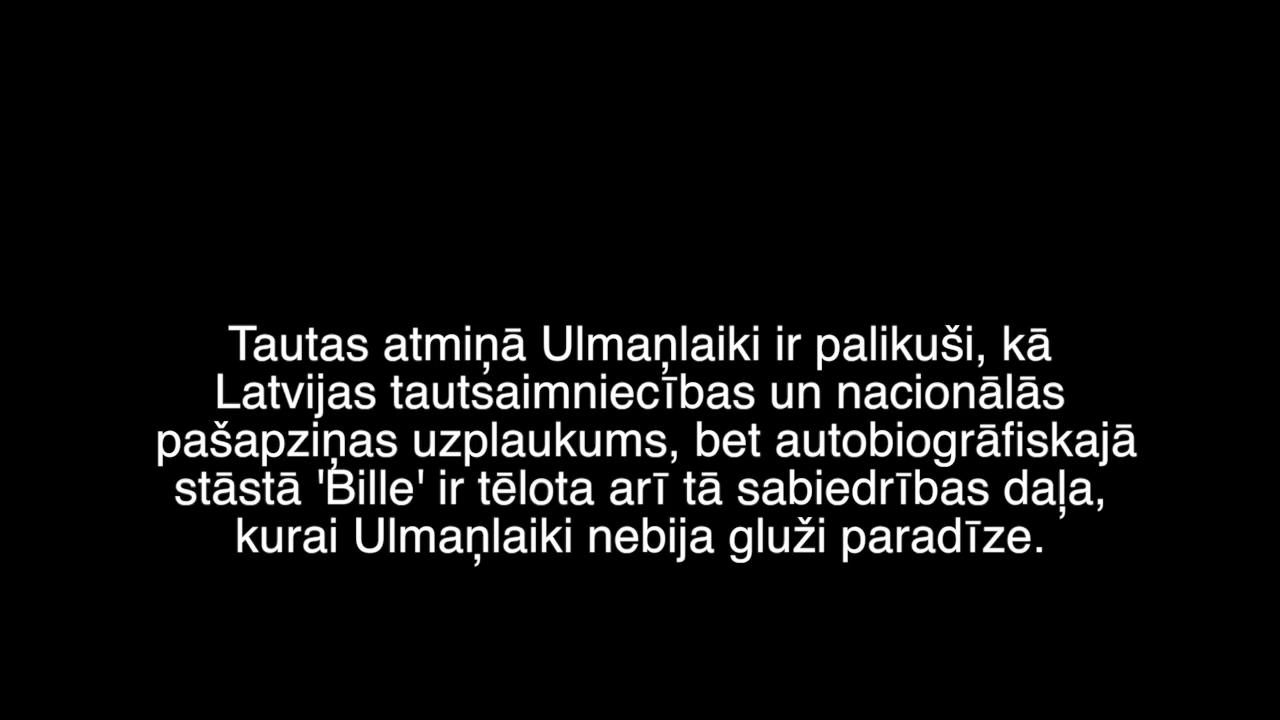 Tautas atmiņā Ulmaņlaiki ir palikuši, kā
Latvijas tautsaimniecības un nacionālās
pašapziņas uzplaukums, bet autobiogrāfiskajā
stāstā 'Bille' ir tēlota arī tā sabiedrības daļa,
kurai Ulmaņlaiki nebija gluži paradīze.